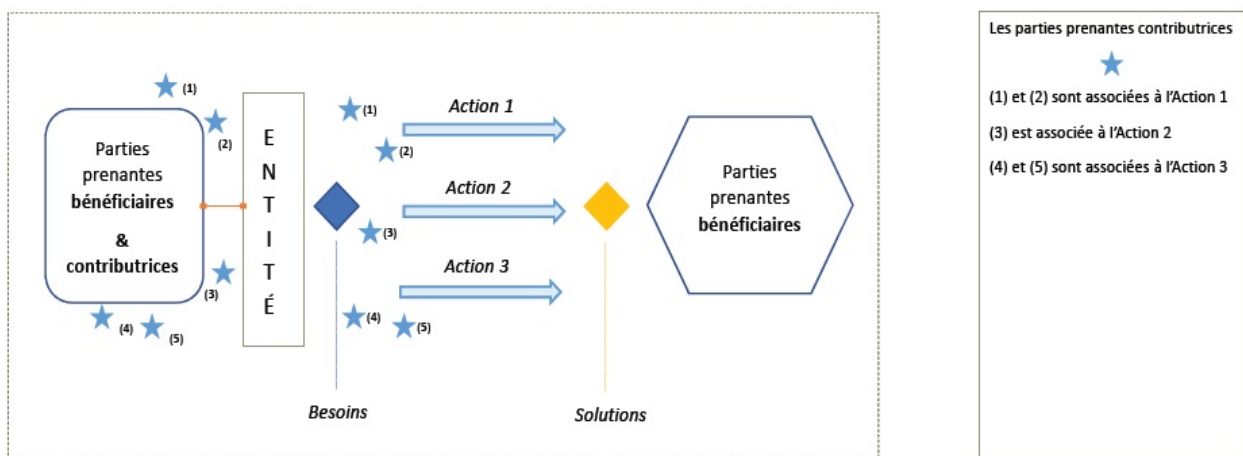 (1)
(2)
Parties
prenantes
bénéficiaires
&
contributrices
(3)
(4)
(5)
E
N
T
I
T
É
(1)
(2)
(3)
(4)
(5)
Action 1
Action 2
Action 3
Besoins
Solutions
Parties
prenantes
bénéficiaires
Les parties prenantes contributrices
(1) et (2) sont associées à l'Action 1
(3) est associée à l'Action 2
(4) et (5) sont associées à l'Action 3